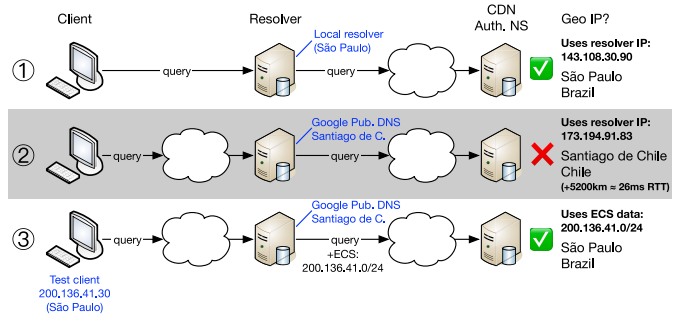 Client
Resolver
CDN
Auth. NS
Geo IP?
1
query
Local resolver
(São Paulo)
query
Uses resolver IP:
143.108.30.90
São Paulo
Brazil
2
query
Google Pub. DNS
Santiago de C.
query
Uses resolver IP:
173.194.91.83
Santiago de Chile
Chile
(+5200km ≈ 26ms RTT)
3
query
Google Pub. DNS
Santiago de C.
query
+ECS:
200.136.41.0/24
Uses ECS data:
200.136.41.0/24
São Paulo
Brazil
Test client
200.136.41.30
(São Paulo)